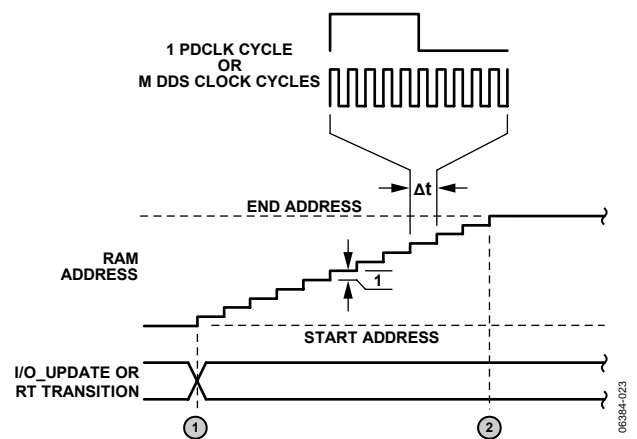 1 PDCLK CYCLE
OR
M DDS CLOCK CYCLES
Δt
END ADDRESS
RAM
ADDRESS
1
START ADDRESS
I/O_UPDATE OR
RT TRANSITION
1
2
06384-023